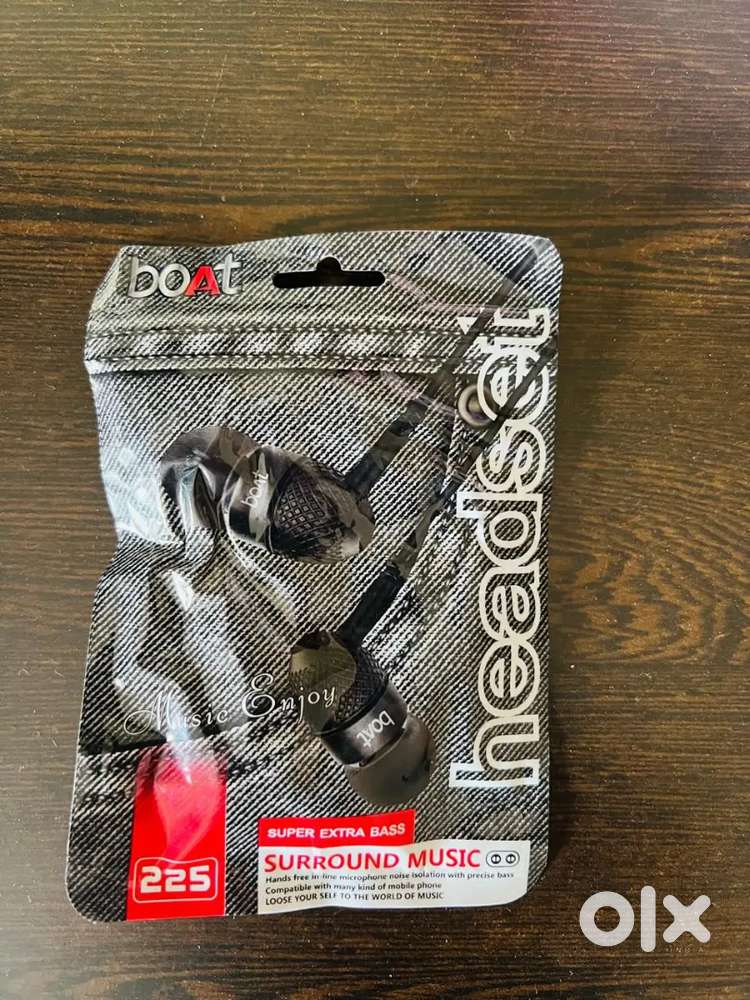 boAt
headset
boat
Music Enjoy
boAt
SUPER EXTRA BASS
225
SURROUND MUSIC
Hands free in-line microphone noise isolation with precise bass
Compatible with many kind of mobile phone
LOOSE YOUR SELF TO THE WORLD OF MUSIC
olx
INDIA